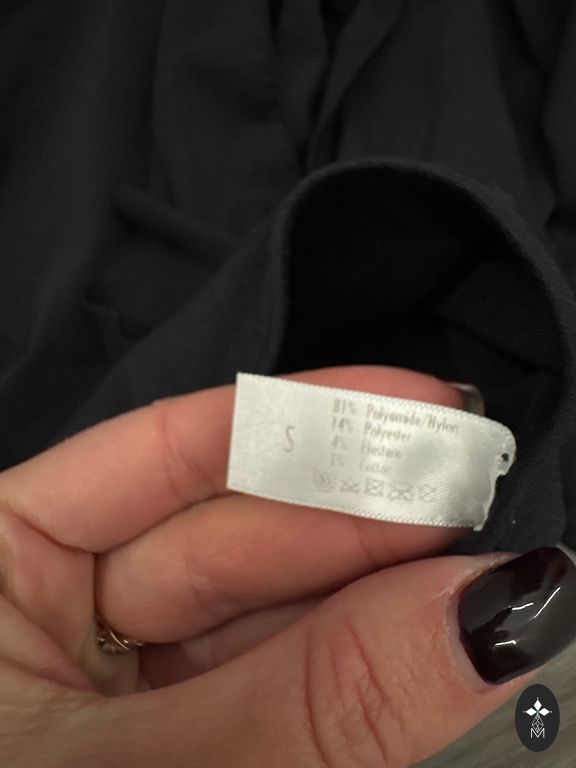 S
81% Polyamide/Nylon
14% Polyester
4% Elastane
1% Cotton
30
M